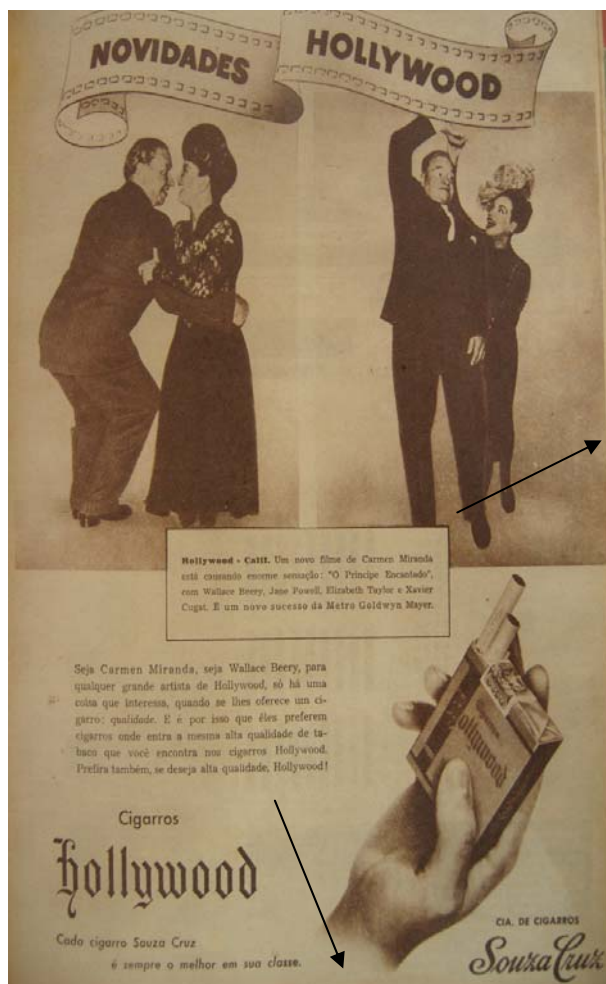 NOVIDADES
HOLLYWOOD
Hollywood - Calif. Um novo filme de Carmen Miranda
está causando enorme sensação: "O Principe Encantado",
com Wallace Beery, Jane Powell, Elizabeth Taylor e Xavier
Cugat. É um novo sucesso da Metro Goldwyn Mayer.
Seja Carmen Miranda, seja Wallace Beery, para
qualquer grande artista de Hollywood, só há uma
coisa que interessa, quando se lhes oferece um ci-
garro: qualidade. E é por isso que êles preferem
cigarros onde entra a mesma alta qualidade de ta-
baco que você encontra nos cigarros Hollywood.
Prefira também, se deseja alta qualidade, Hollywood!
Hollywood
Cigarros
hollywood
Cada cigarro Souza Cruz
é sempre o melhor em sua classe.
CIA. DE CIGARROS
Souza Cruz